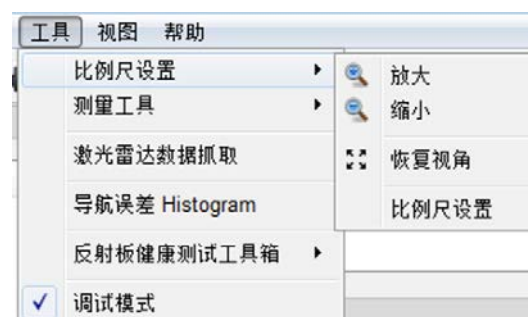 工具 视图 帮助
比例尺设置
测量工具
激光雷达数据抓取
导航误差 Histogram
反射板健康测试工具箱
调试模式
放大
缩小
恢复视角
比例尺设置